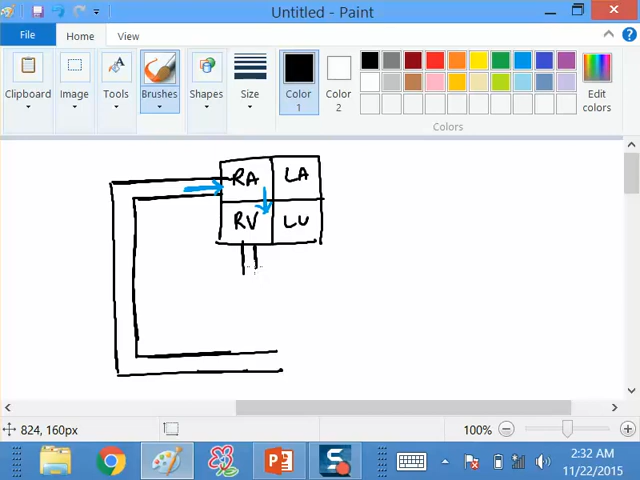 Untitled - Paint
File Home View
Clipboard Image Tools Brushes Shapes Size Color 1 Color 2 Edit colors
Colors
RA LA
RV LV
824, 160px 100%
2:32 AM
11/22/2015